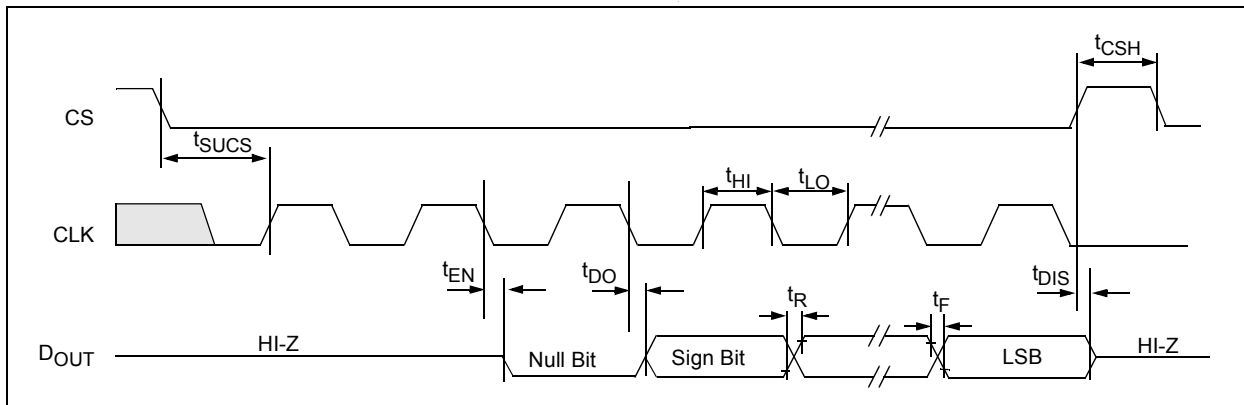 tCSH
CS
tSUCS
tHI
tLO
CLK
tEN
tDO
tR
tF
tDIS
DOUT
HI-Z
Null Bit
Sign Bit
LSB
HI-Z